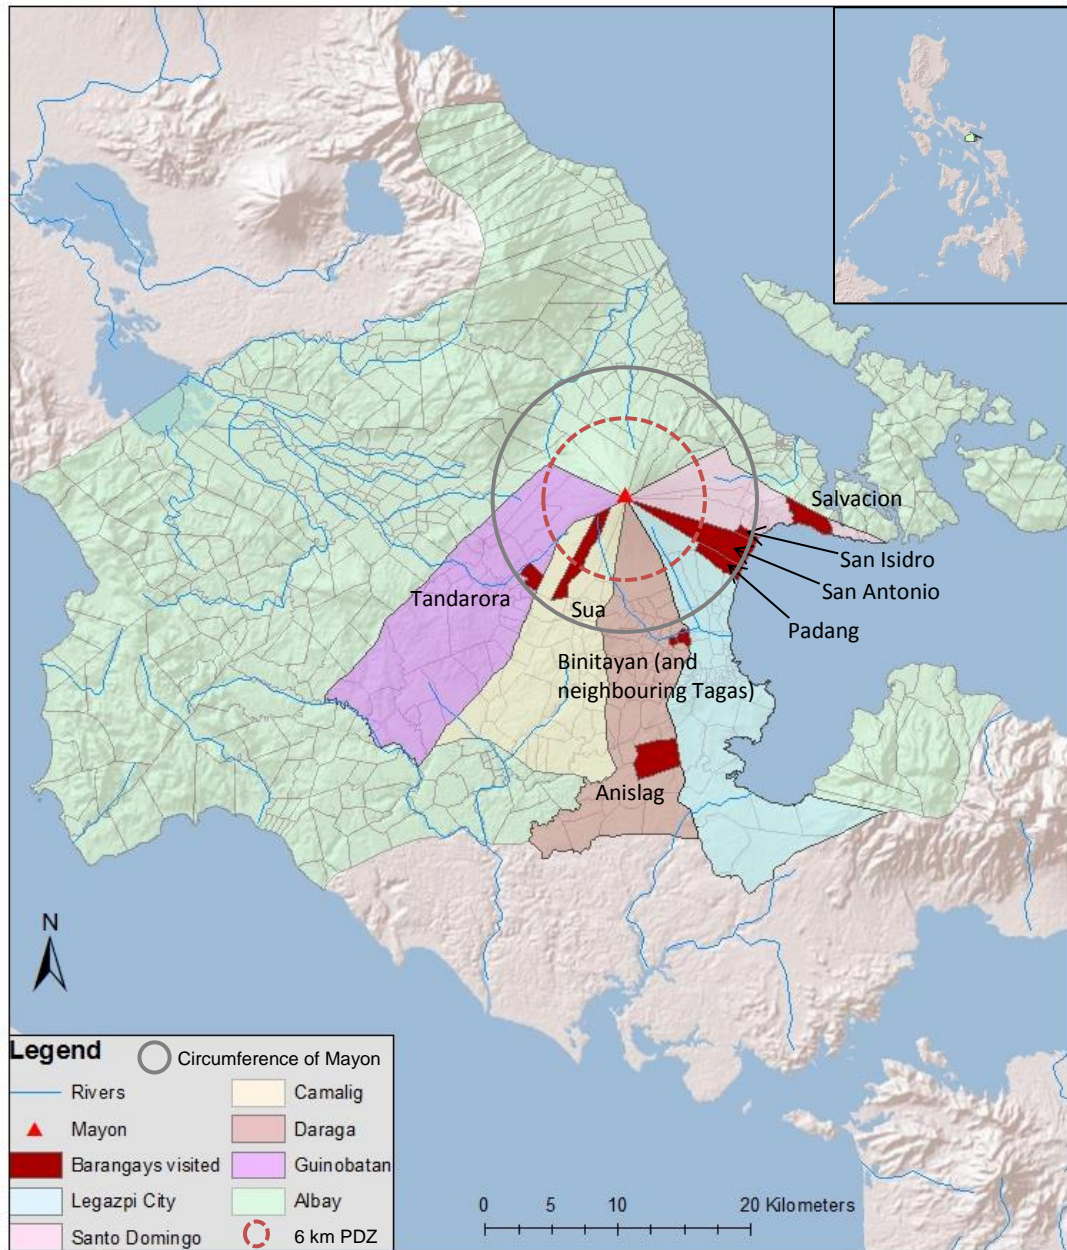 Salvacion
San Isidro
San Antonio
Padang
Tandarora
Sua
Binitayan (and
neighbouring Tagas)
Anislag
N
Legend
Circumference of Mayon
Rivers
Camalig
Mayon
Daraga
Barangays visited
Guinobatan
Legazpi City
Albay
Santo Domingo
6 km PDZ
0 5 10 20 Kilometers